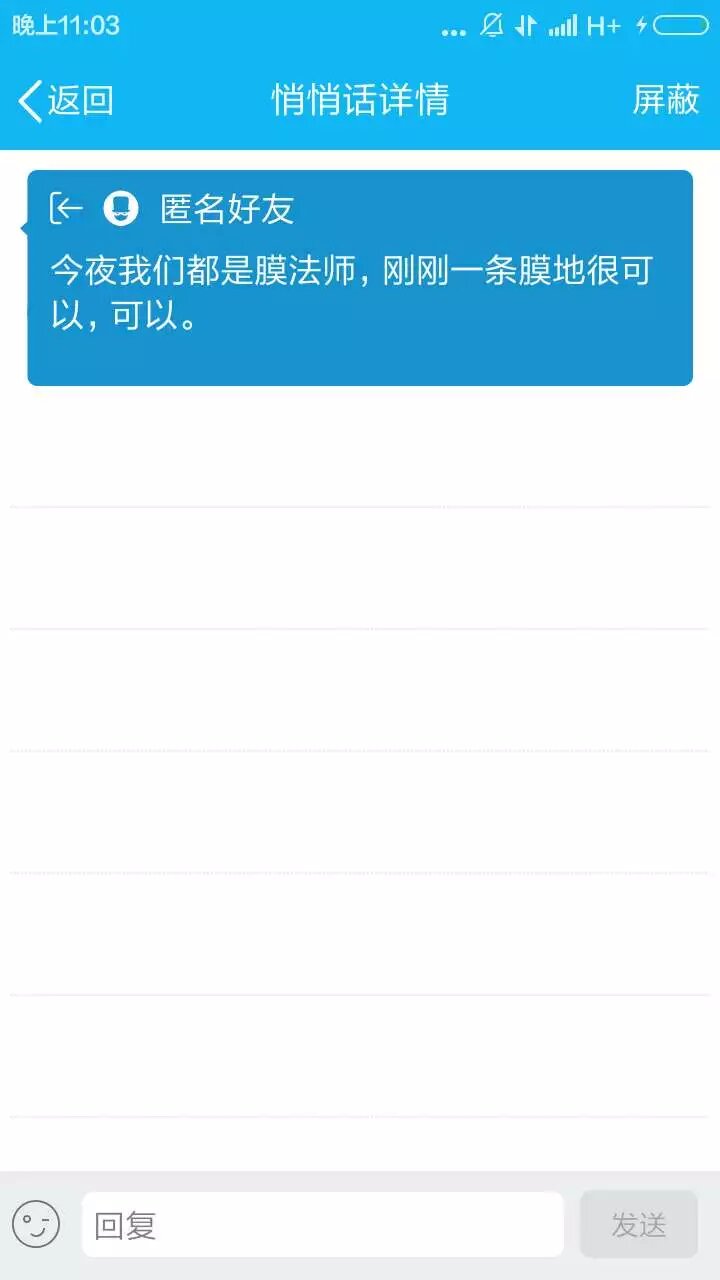 晚上11:03 ... H+
返回 悄悄话详情 屏蔽
匿名好友
今夜我们都是膜法师, 刚刚一条膜地很可
以, 可以。
回复 发送